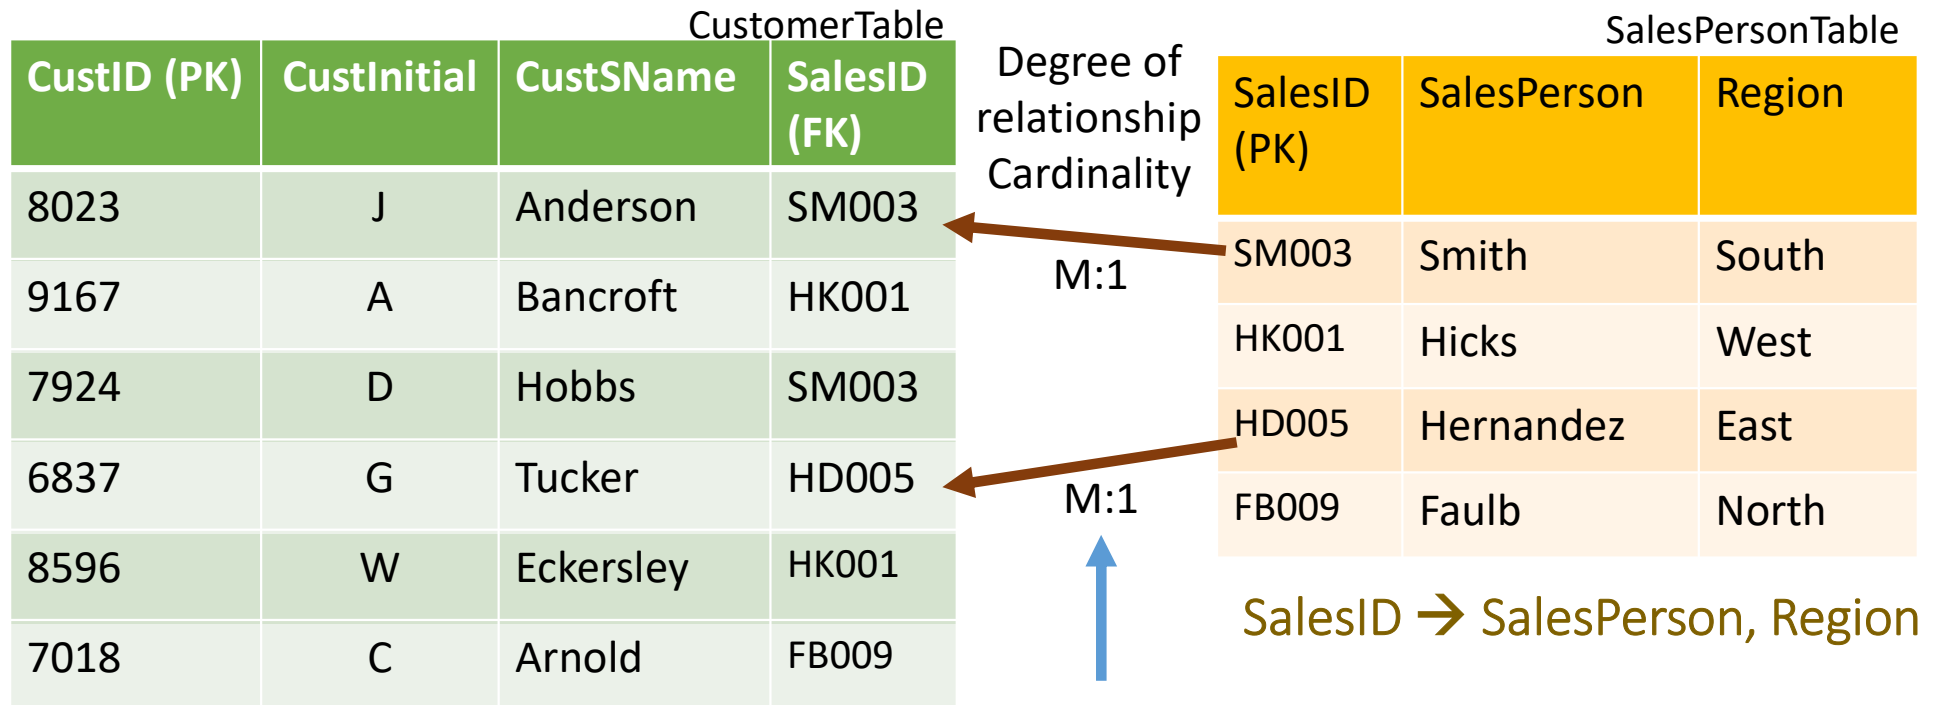 CustomerTable
CustID (PK) CustInitial CustSName SalesID
(FK)
8023 J Anderson SM003
9167 A Bancroft HK001
7924 D Hobbs SM003
6837 G Tucker HD005
8596 W Eckersley HK001
7018 C Arnold FB009
Degree of
relationship
Cardinality
M:1
M:1
SalesPersonTable
SalesID SalesPerson Region
(PK)
SM003 Smith South
HK001 Hicks West
HD005 Hernandez East
FB009 Faulb North
SalesID → SalesPerson, Region